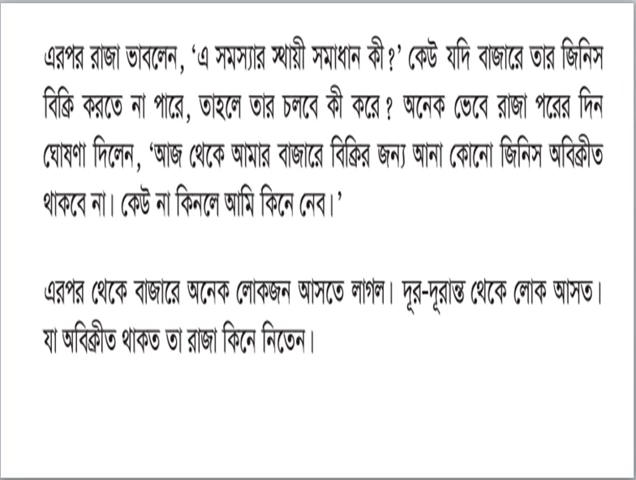 এরপর রাজা ভাবলেন, ‘এ সমস্যার স্থায়ী সমাধান কী?’ কেউ যদি বাজারে তার জিনিস
বিক্রি করতে না পারে, তাহলে তার চলবে কী করে? অনেক ভেবে রাজা পরের দিন
ঘোষণা দিলেন, ‘আজ থেকে আমার বাজারে বিক্রির জন্য আনা কোনো জিনিস অবিক্রীত
থাকবে না। কেউ না কিনলে আমি কিনে নেব।’
এরপর থেকে বাজারে অনেক লোকজন আসতে লাগল। দূর-দূরান্ত থেকে লোক আসত।
যা অবিক্রীত থাকত তা রাজা কিনে নিতেন।